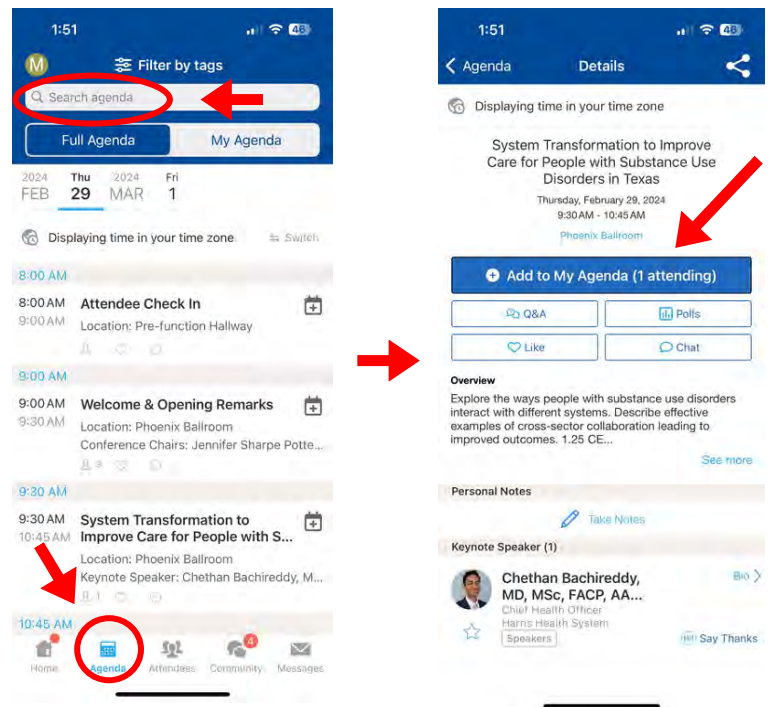 1:51
48
M
Filter by tags
Search agenda
Full Agenda
My Agenda
2024 Thu 2024 Fri
FEB 29 MAR 1
Displaying time in your time zone
Switch
8:00 AM
8:00 AM Attendee Check In
9:00 AM Location: Pre-function Hallway
9:00 AM
9:00 AM Welcome & Opening Remarks
9:30 AM Location: Phoenix Ballroom
Conference Chairs: Jennifer Sharpe Potte...
9:30 AM
9:30 AM System Transformation to
10:45 AM Improve Care for People with S...
Location: Phoenix Ballroom
Keynote Speaker: Chethan Bachireddy, M...
1
10:45 AM
4
Home Agenda Attendees Community Messages
1:51
48
Agenda
Details
Displaying time in your time zone
System Transformation to Improve
Care for People with Substance Use
Disorders in Texas
Thursday, February 29, 2024
9:30 AM - 10:45 AM
Phoenix Ballroom
Add to My Agenda (1 attending)
Q&A
Polls
Like
Chat
Overview
Explore the ways people with substance use disorders
interact with different systems. Describe effective
examples of cross-sector collaboration leading to
improved outcomes. 1.25 CE...
See more
Personal Notes
Take Notes
Keynote Speaker (1)
Chethan Bachireddy,
MD, MSc, FACP, AA...
Bio
Chief Health Officer
Harris Health System
Speakers
Say Thanks